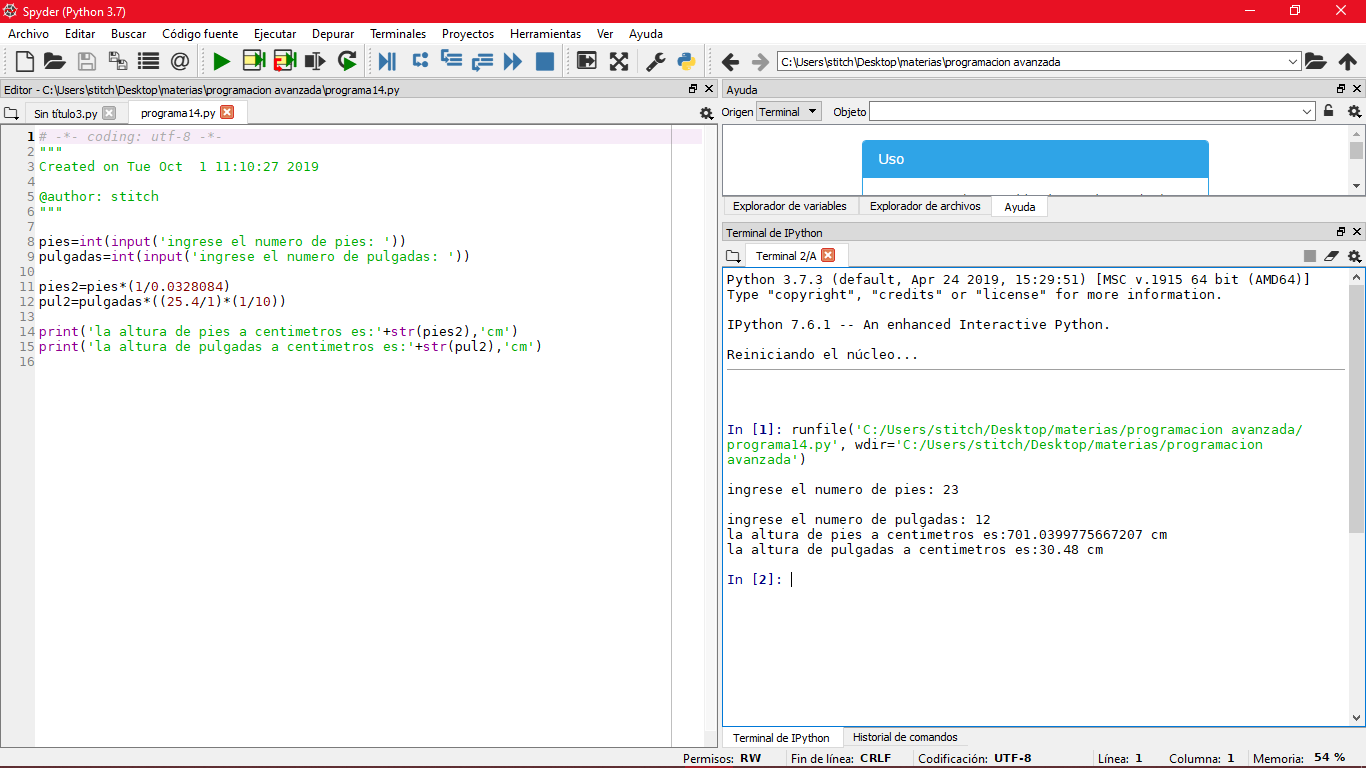 Spyder (Python 3.7)
Archivo Editar Buscar Código fuente Ejecutar Depurar Terminales Proyectos Herramientas Ver Ayuda
C:\Users\stitch\Desktop\materias\programacion avanzada
Editor - C:\Users\stitch\Desktop\materias\programacion avanzada\programa14.py
Sin título3.py programa14.py
1 # -*- coding: utf-8 -*-
2 """
3 Created on Tue Oct  1 11:10:27 2019
4
5 @author: stitch
6 """
7
8 pies=int(input('ingrese el numero de pies: '))
9 pulgadas=int(input('ingrese el numero de pulgadas: '))
10
11 pies2=pies*(1/0.0328084)
12 pul2=pulgadas*((25.4/1)*(1/10))
13
14 print('la altura de pies a centimetros es:'+str(pies2),'cm')
15 print('la altura de pulgadas a centimetros es:'+str(pul2),'cm')
16
Ayuda
Origen Terminal Objeto
Uso
Explorador de variables Explorador de archivos Ayuda
Terminal de IPython
Terminal 2/A
Python 3.7.3 (default, Apr 24 2019, 15:29:51) [MSC v.1915 64 bit (AMD64)]
Type "copyright", "credits" or "license" for more information.
IPython 7.6.1 -- An enhanced Interactive Python.
Reiniciando el núcleo...
In [1]: runfile('C:/Users/stitch/Desktop/materias/programacion avanzada/
programa14.py', wdir='C:/Users/stitch/Desktop/materias/programacion
avanzada')
ingrese el numero de pies: 23
ingrese el numero de pulgadas: 12
la altura de pies a centimetros es:701.0399775667207 cm
la altura de pulgadas a centimetros es:30.48 cm
In [2]:
Terminal de IPython Historial de comandos
Permisos: RW Fin de línea: CRLF Codificación: UTF-8 Línea: 1 Columna: 1 Memoria: 54 %